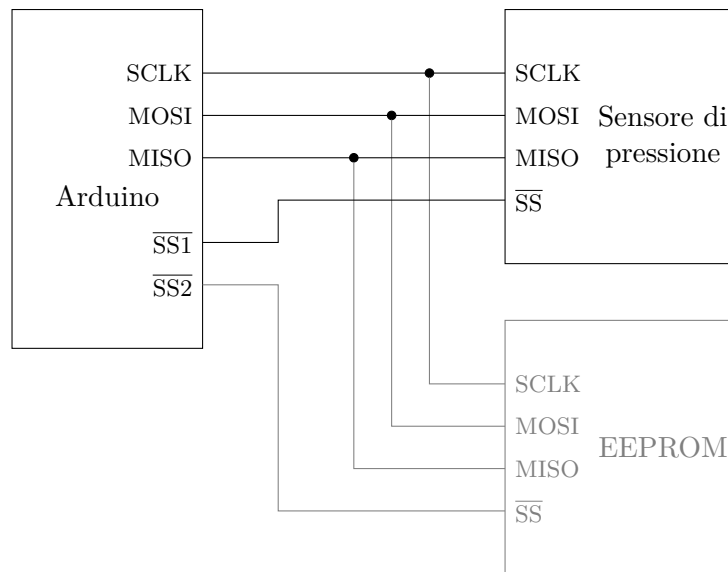 Arduino
SCLK
MOSI
MISO
SS1
SS2
SCLK
MOSI
MISO
SS
Sensore di
pressione
SCLK
MOSI
MISO
SS
EEPROM